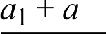 a₁ + a